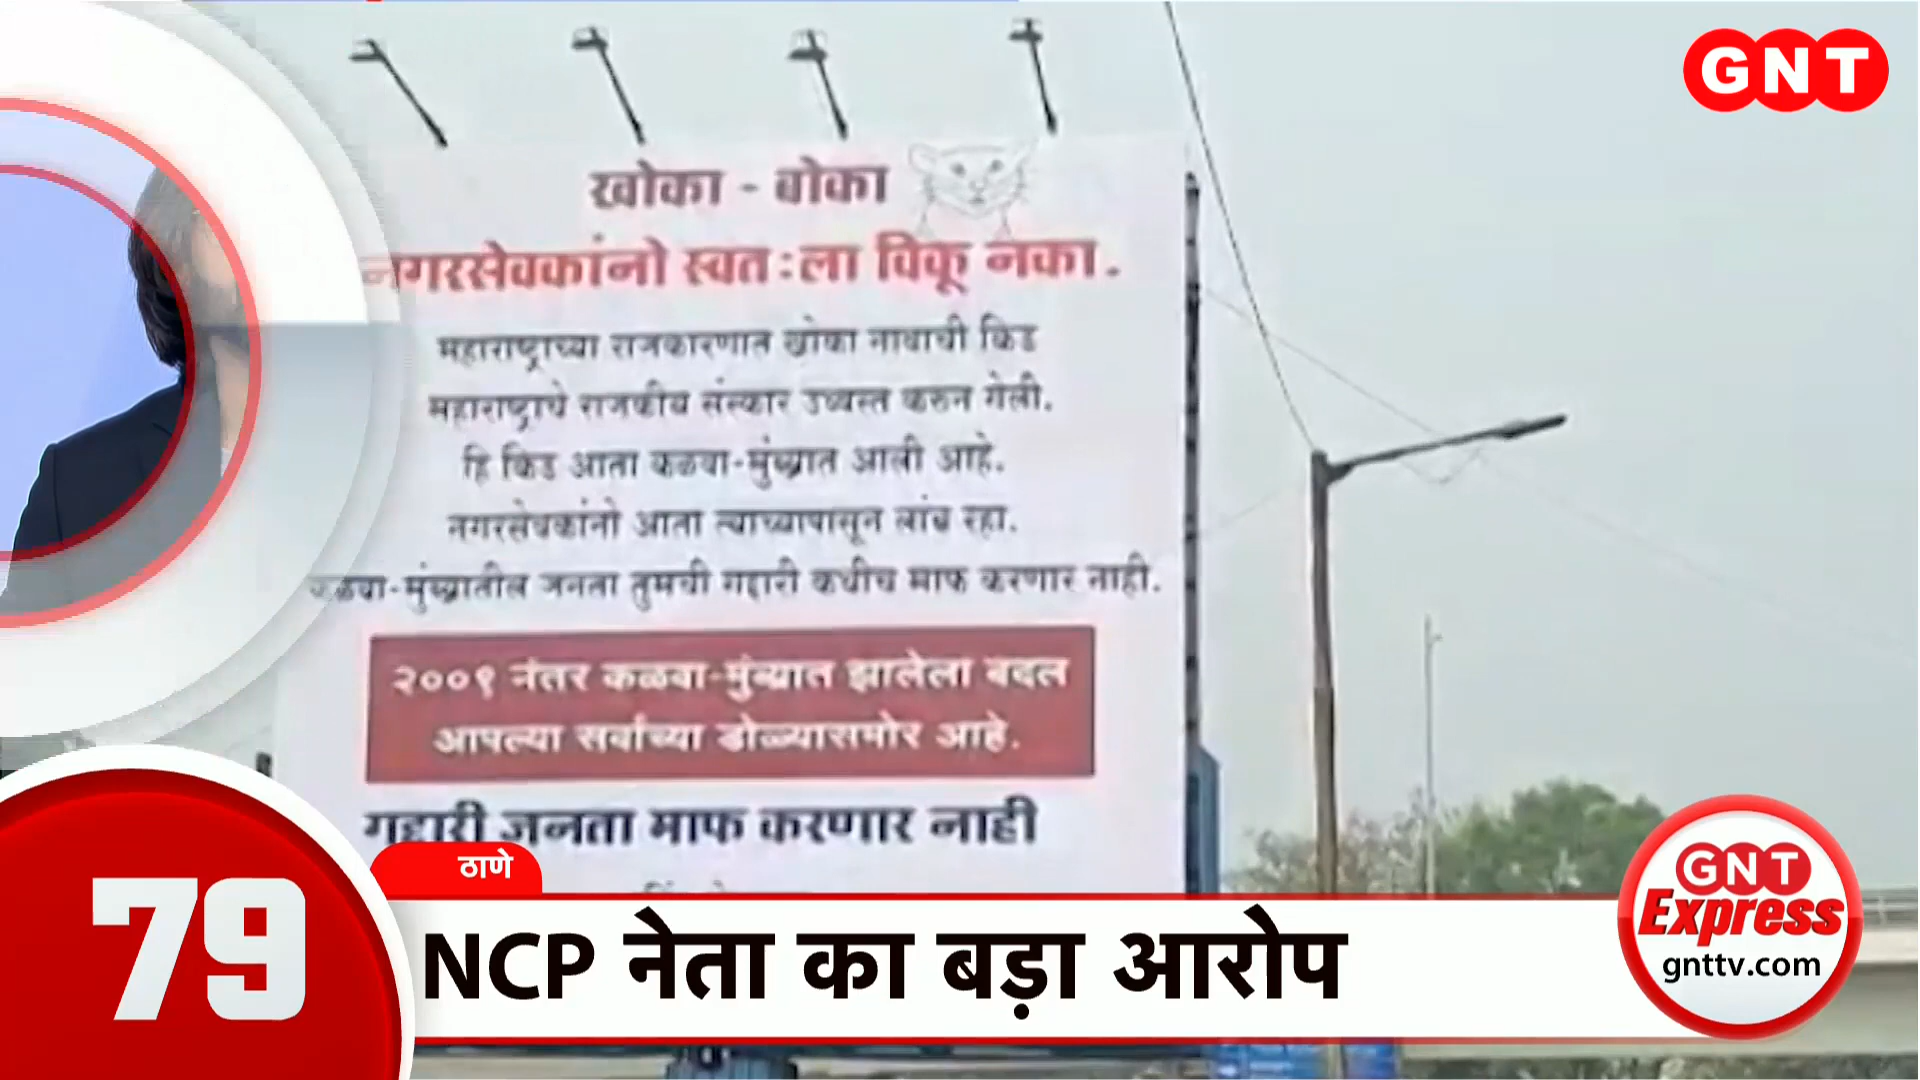 GNT
खोका - बोका
नगरसेवकांनो स्वत:ला विकू नका.
महाराष्ट्राच्या राजकारणात खोका नावाची किड
महाराष्ट्राचे राजकीय संस्कार उध्वस्त करुन गेली.
हि किड आता कळवा-मुंब्य्रात आली आहे.
नगरसेवकांनो आता त्याच्यापासून लांब रहा.
कळवा-मुंब्य्रातील जनता तुमची गद्दारी कधीच माफ करणार नाही.
२००९ नंतर कळवा-मुंब्य्रात झालेला बदल
आपल्या सर्वांच्या डोळ्यासमोर आहे.
गद्दारी जनता माफ करणार नाही
ठाणे
79
NCP नेता का बड़ा आरोप
GNT
Express
gnttv.com